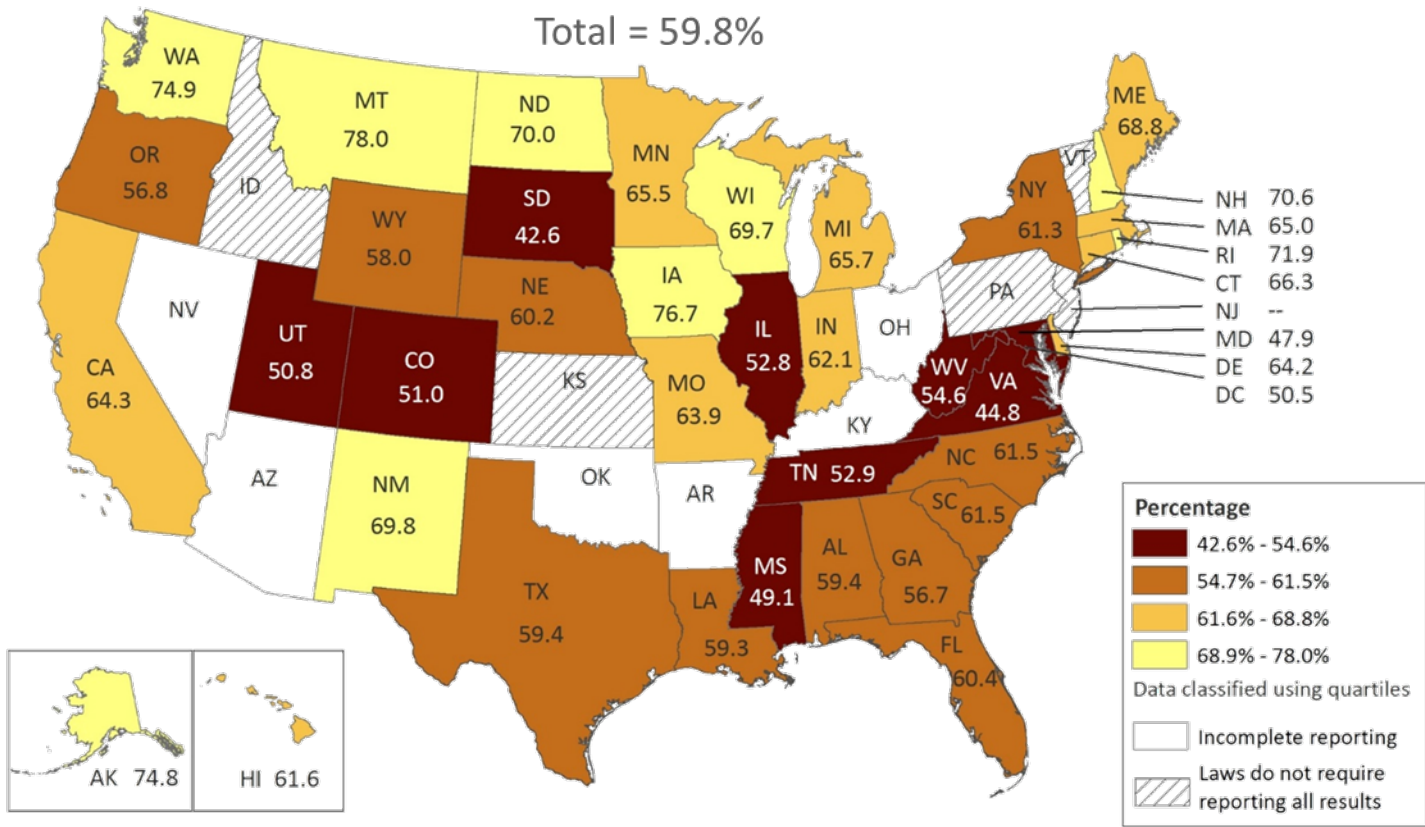 Total = 59.8%
WA
74.9
MT
78.0
ND
70.0
MN
65.5
ME
68.8
OR
56.8
ID
SD
42.6
WI
69.7
MI
65.7
VT
NY
61.3
WY
58.0
NH 70.6
MA 65.0
RI 71.9
CT 66.3
NJ --
MD 47.9
DE 64.2
DC 50.5
NV
NE
60.2
IA
76.7
PA
UT
50.8
CO
51.0
IL
52.8
IN
62.1
OH
CA
64.3
KS
MO
63.9
WV
54.6
VA
44.8
KY
AZ
NM
69.8
OK
AR
TN 52.9
NC 61.5
SC
61.5
TX
59.4
LA
59.3
MS
49.1
AL
59.4
GA
56.7
FL
60.4
AK 74.8
HI 61.6
Percentage
42.6% - 54.6%
54.7% - 61.5%
61.6% - 68.8%
68.9% - 78.0%
Data classified using quartiles
Incomplete reporting
Laws do not require
reporting all results